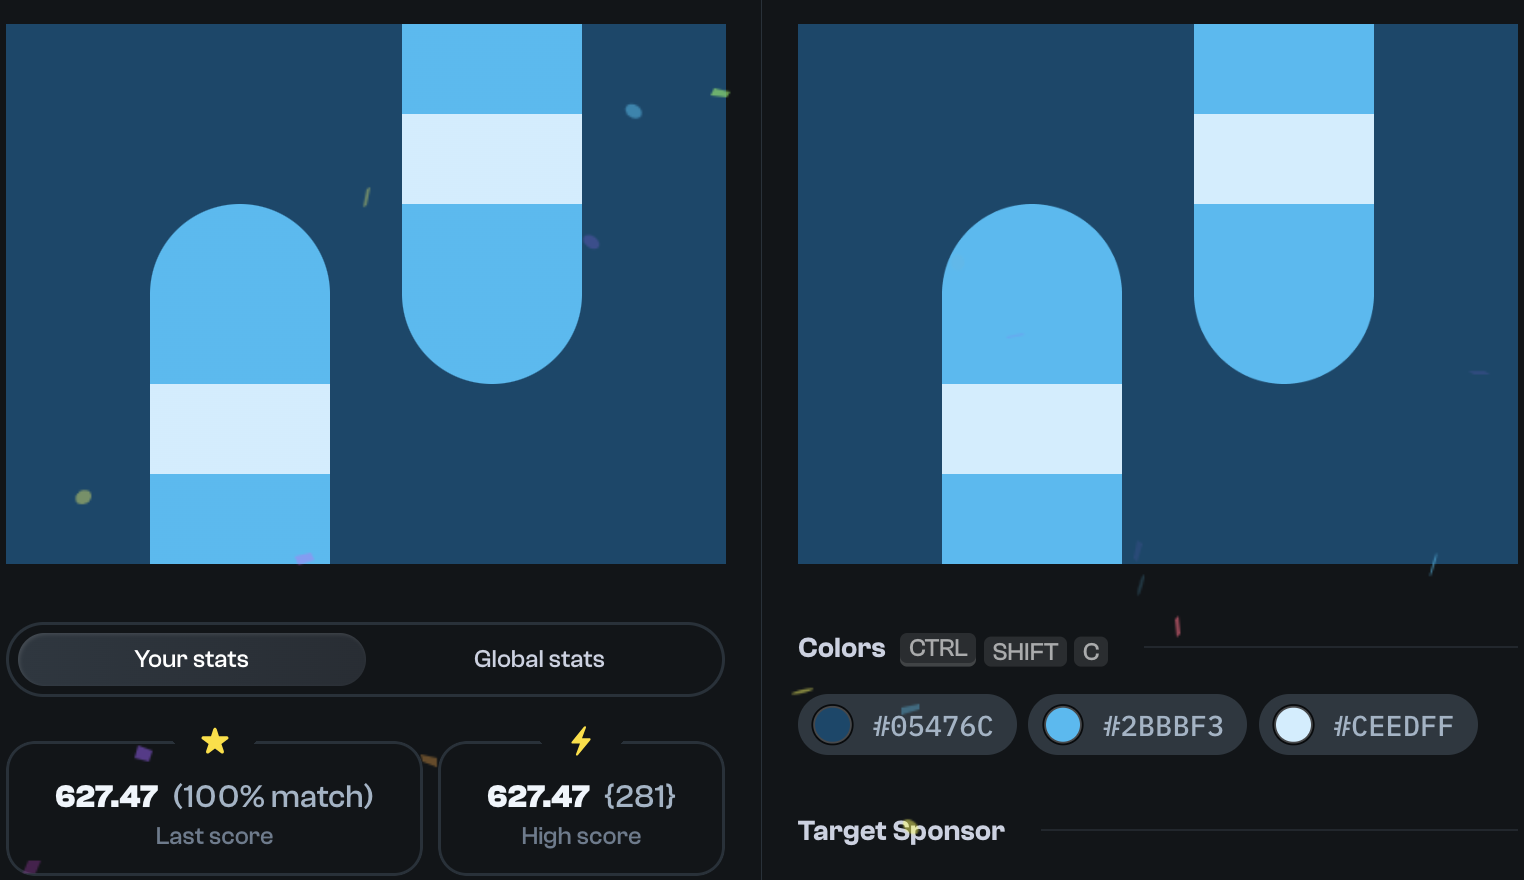 Your stats
Global stats
627.47 (100% match)
Last score
627.47 {281}
High score
Colors CTRL SHIFT C
#05476C
#2BBBF3
#CEEDFF
Target Sponsor